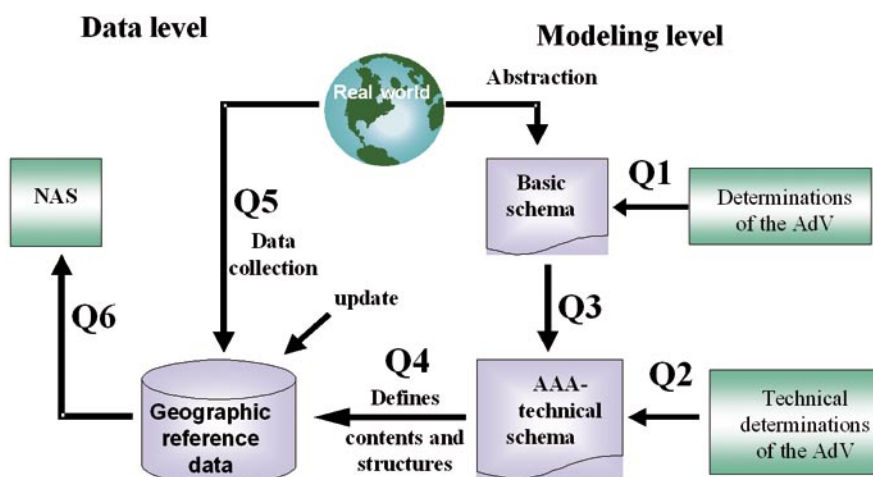 Data level
Modeling level
Real world
Abstraction
NAS
Q5
Data
collection
Basic
schema
Q1
Determinations
of the AdV
update
Q3
Q6
Q4
Defines
contents and
structures
Geographic
reference
data
AAA-
technical
schema
Q2
Technical
determinations
of the AdV